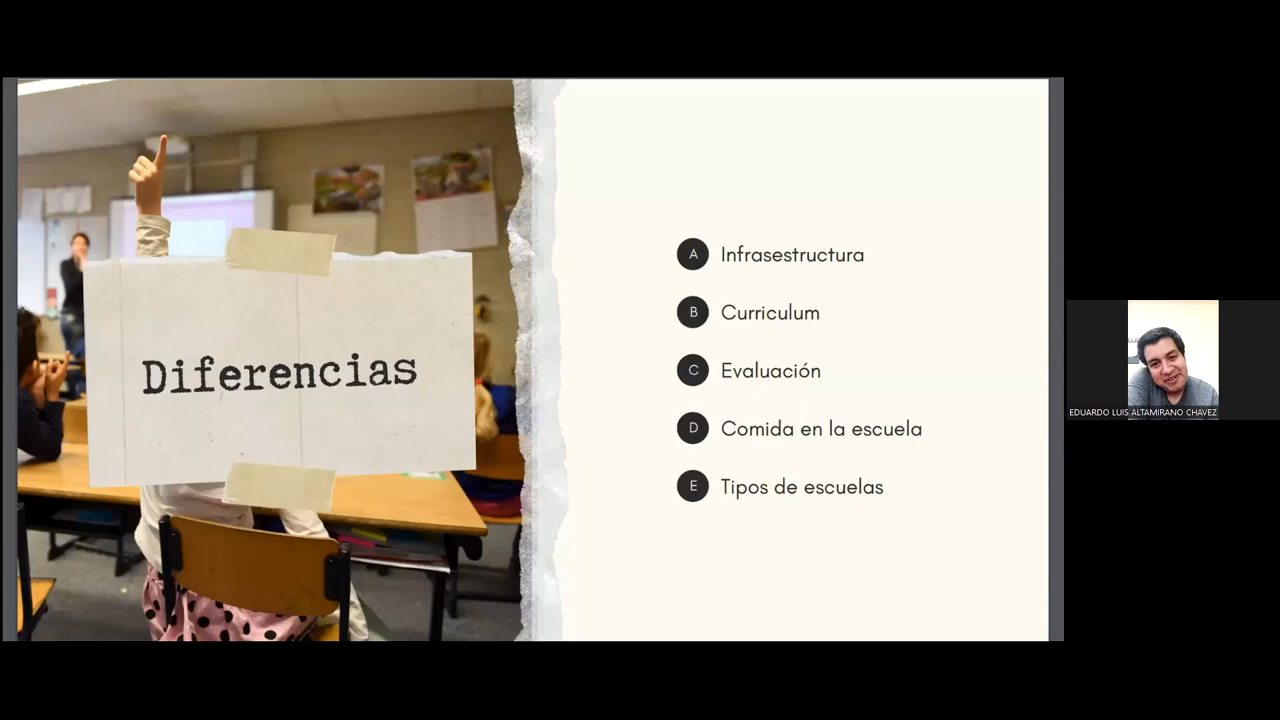 Diferencias
A Infrasestructura
B Curriculum
C Evaluación
D Comida en la escuela
E Tipos de escuelas
EDUARDO LUIS ALTAMIRANO CHAVEZ